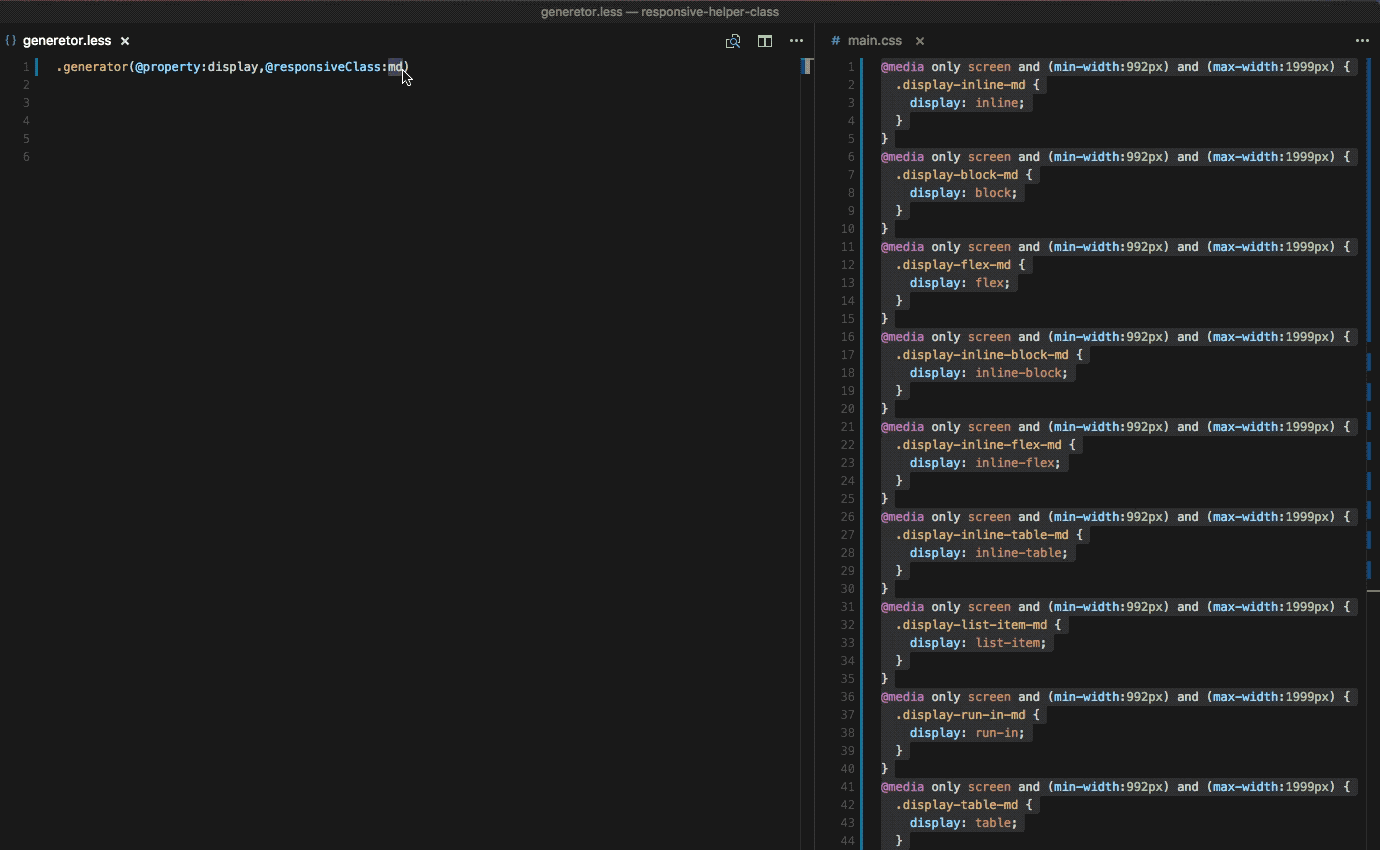 generetor.less — responsive-helper-class
{} generetor.less ×
1 .generator(@property:display,@responsiveClass:md)
2
3
4
5
6
# main.css ×
1 @media only screen and (min-width:992px) and (max-width:1999px) {
2 .display-inline-md {
3 display: inline;
4 }
5 }
6 @media only screen and (min-width:992px) and (max-width:1999px) {
7 .display-block-md {
8 display: block;
9 }
10 }
11 @media only screen and (min-width:992px) and (max-width:1999px) {
12 .display-flex-md {
13 display: flex;
14 }
15 }
16 @media only screen and (min-width:992px) and (max-width:1999px) {
17 .display-inline-block-md {
18 display: inline-block;
19 }
20 }
21 @media only screen and (min-width:992px) and (max-width:1999px) {
22 .display-inline-flex-md {
23 display: inline-flex;
24 }
25 }
26 @media only screen and (min-width:992px) and (max-width:1999px) {
27 .display-inline-table-md {
28 display: inline-table;
29 }
30 }
31 @media only screen and (min-width:992px) and (max-width:1999px) {
32 .display-list-item-md {
33 display: list-item;
34 }
35 }
36 @media only screen and (min-width:992px) and (max-width:1999px) {
37 .display-run-in-md {
38 display: run-in;
39 }
40 }
41 @media only screen and (min-width:992px) and (max-width:1999px) {
42 .display-table-md {
43 display: table;
44 }